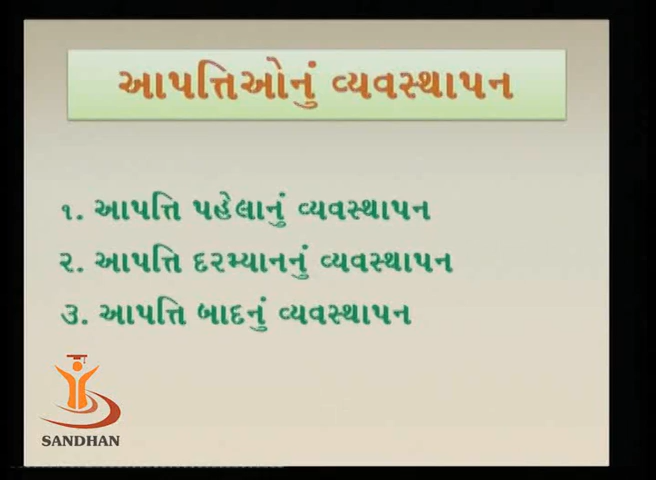 આપત્તિઓનું વ્યવસ્થાપન
૧. આપત્તિ પહેલાનું વ્યવસ્થાપન
૨. આપત્તિ દરમ્યાનનું વ્યવસ્થાપન
૩. આપત્તિ બાદનું વ્યવસ્થાપન
SANDHAN